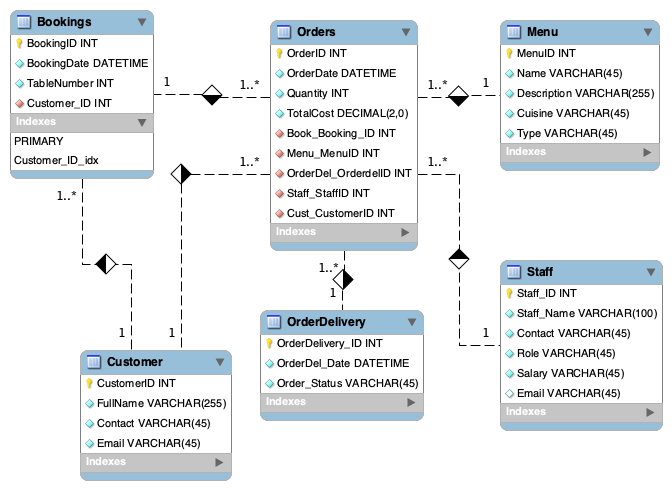 Bookings
BookingID INT
BookingDate DATETIME
TableNumber INT
Customer_ID INT
Indexes
PRIMARY
Customer_ID_idx
Orders
OrderID INT
OrderDate DATETIME
Quantity INT
TotalCost DECIMAL(2,0)
Book_Booking_ID INT
Menu_MenuID INT
OrderDel_OrderdelID INT
Staff_StaffID INT
Cust_CustomerID INT
Indexes
Menu
MenuID INT
Name VARCHAR(45)
Description VARCHAR(255)
Cuisine VARCHAR(45)
Type VARCHAR(45)
Indexes
1
1..*
1..*
1
1..*
1..*
1..*
1..*
1
1
1
1
Staff
Staff_ID INT
Staff_Name VARCHAR(100)
Contact VARCHAR(45)
Role VARCHAR(45)
Salary VARCHAR(45)
Email VARCHAR(45)
Indexes
OrderDelivery
OrderDelivery_ID INT
OrderDel_Date DATETIME
Order_Status VARCHAR(45)
Indexes
Customer
CustomerID INT
FullName VARCHAR(255)
Contact VARCHAR(45)
Email VARCHAR(45)
Indexes